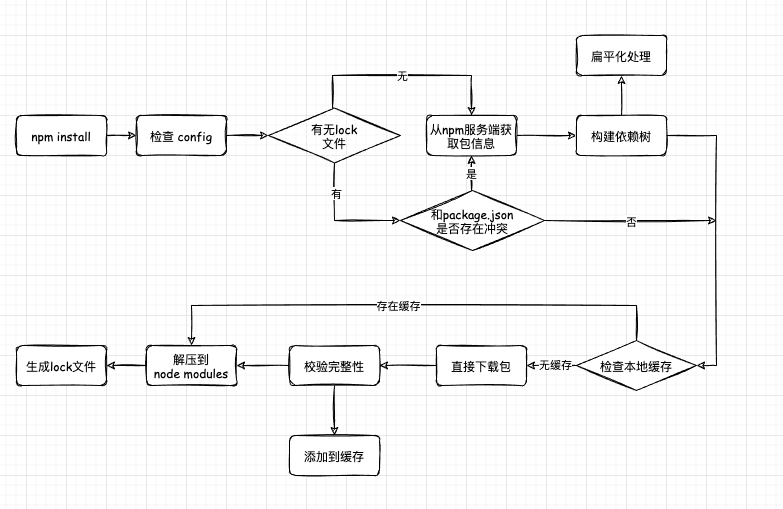 扁平化处理
无
npm install
检查 config
有无lock
文件
从npm服务端获
取包信息
构建依赖树
有
是
和package.json
是否存在冲突
否
存在缓存
生成lock文件
解压到
node modules
校验完整性
直接下载包
无缓存
检查本地缓存
添加到缓存